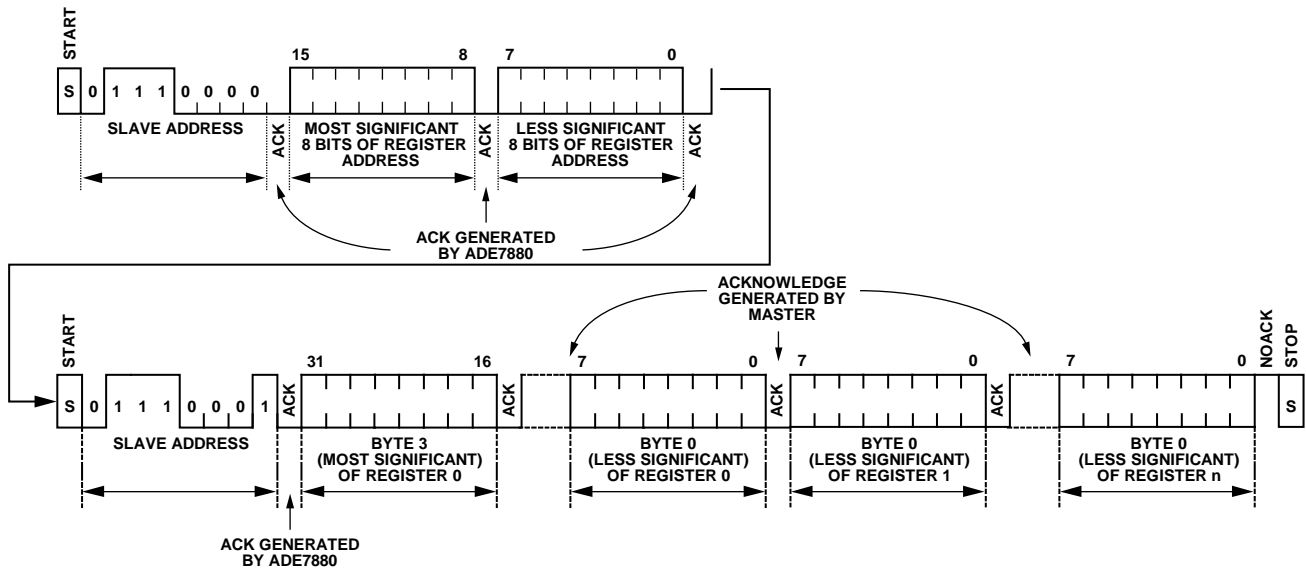 START
15 8 7 0
S 0 1 1 1 0 0 0 0
SLAVE ADDRESS
ACK
MOST SIGNIFICANT
8 BITS OF REGISTER
ADDRESS
ACK
LESS SIGNIFICANT
8 BITS OF REGISTER
ADDRESS
ACK
ACK GENERATED
BY ADE7880
ACKNOWLEDGE
GENERATED BY
MASTER
START
31 16 7 0 7 0 7 0
NOACK
STOP
S 0 1 1 1 0 0 0 1
ACK
ACK
ACK
ACK
S
SLAVE ADDRESS
BYTE 3
(MOST SIGNIFICANT)
OF REGISTER 0
BYTE 0
(LESS SIGNIFICANT)
OF REGISTER 0
BYTE 0
(LESS SIGNIFICANT)
OF REGISTER 1
BYTE 0
(LESS SIGNIFICANT)
OF REGISTER n
ACK GENERATED
BY ADE7880